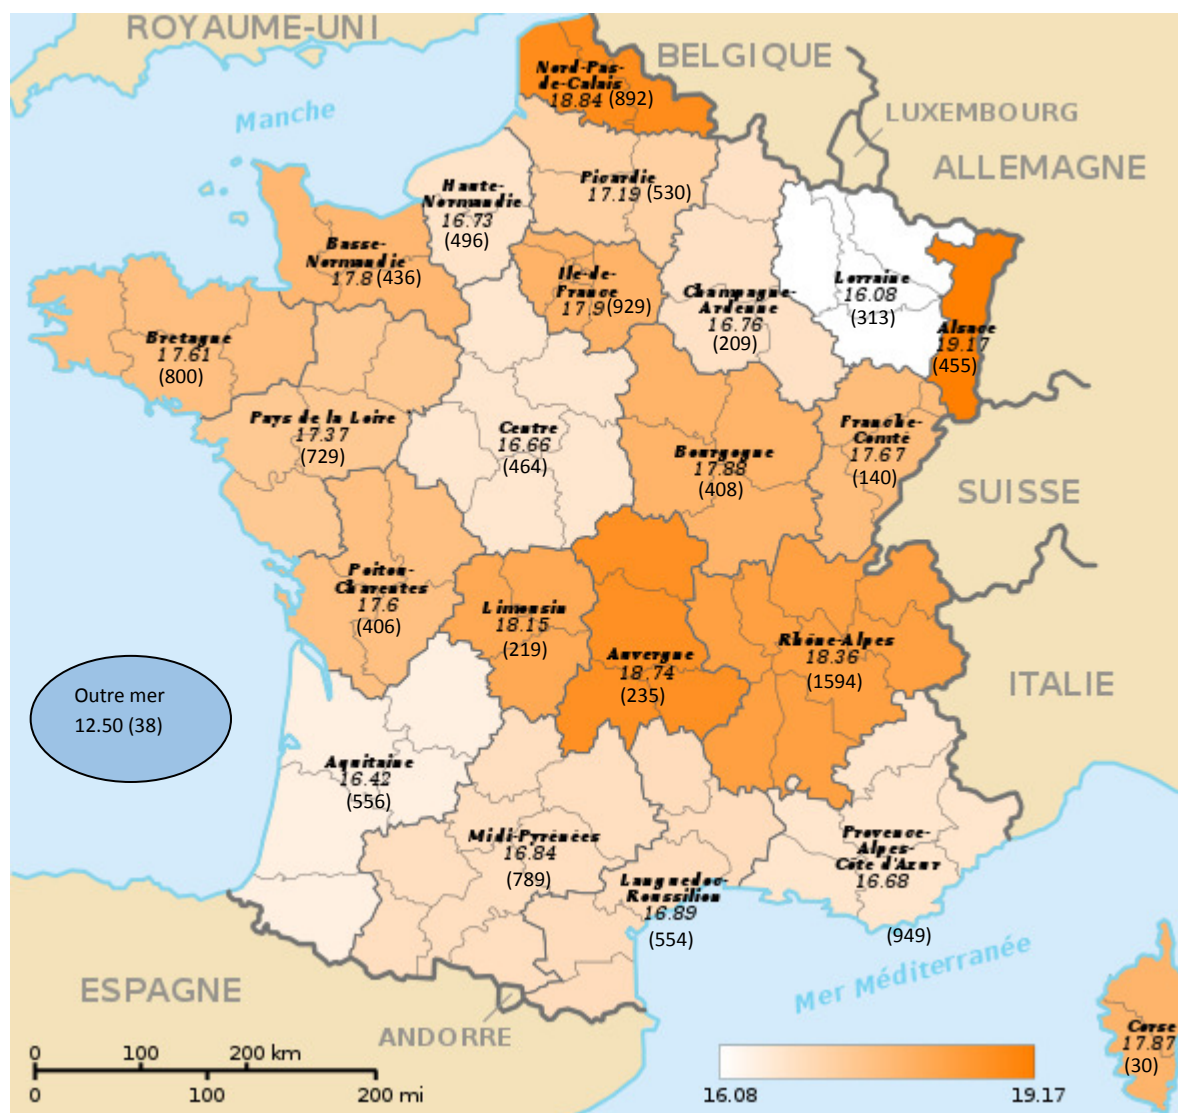 ROYAUME-UNI
BELGIQUE
LUXEMBOURG
ALLEMAGNE
Manche
Nord-Pas-
de-Calais
18.84 (892)
Picardie
17.19 (530)
Haute-
Normandie
16.73
(496)
Basse-
Normandie
17.8 (436)
Ile-de-
France
17.9 (929)
Champagne-
Ardenne
16.76
(209)
Lorraine
16.08
(313)
Alsace
19.17
(455)
Bretagne
17.61
(800)
Pays de la Loire
17.37
(729)
Centre
16.66
(464)
Bourgogne
17.88
(408)
Franche-
Comté
17.67
(140)
SUISSE
Poitou-
Charentes
17.6
(406)
Limousin
18.15
(219)
Auvergne
18.74
(235)
Rhône-Alpes
18.36
(1594)
ITALIE
Outre mer
12.50 (38)
Aquitaine
16.42
(556)
Midi-Pyrénées
16.84
(789)
Languedoc-
Roussillon
16.89
(554)
Provence-
Alpes-
Côte d'Azur
16.68
(949)
Mer Méditerranée
ESPAGNE
ANDORRE
Corse
17.87
(30)
0 100 200 km
0 100 200 mi
16.08 19.17